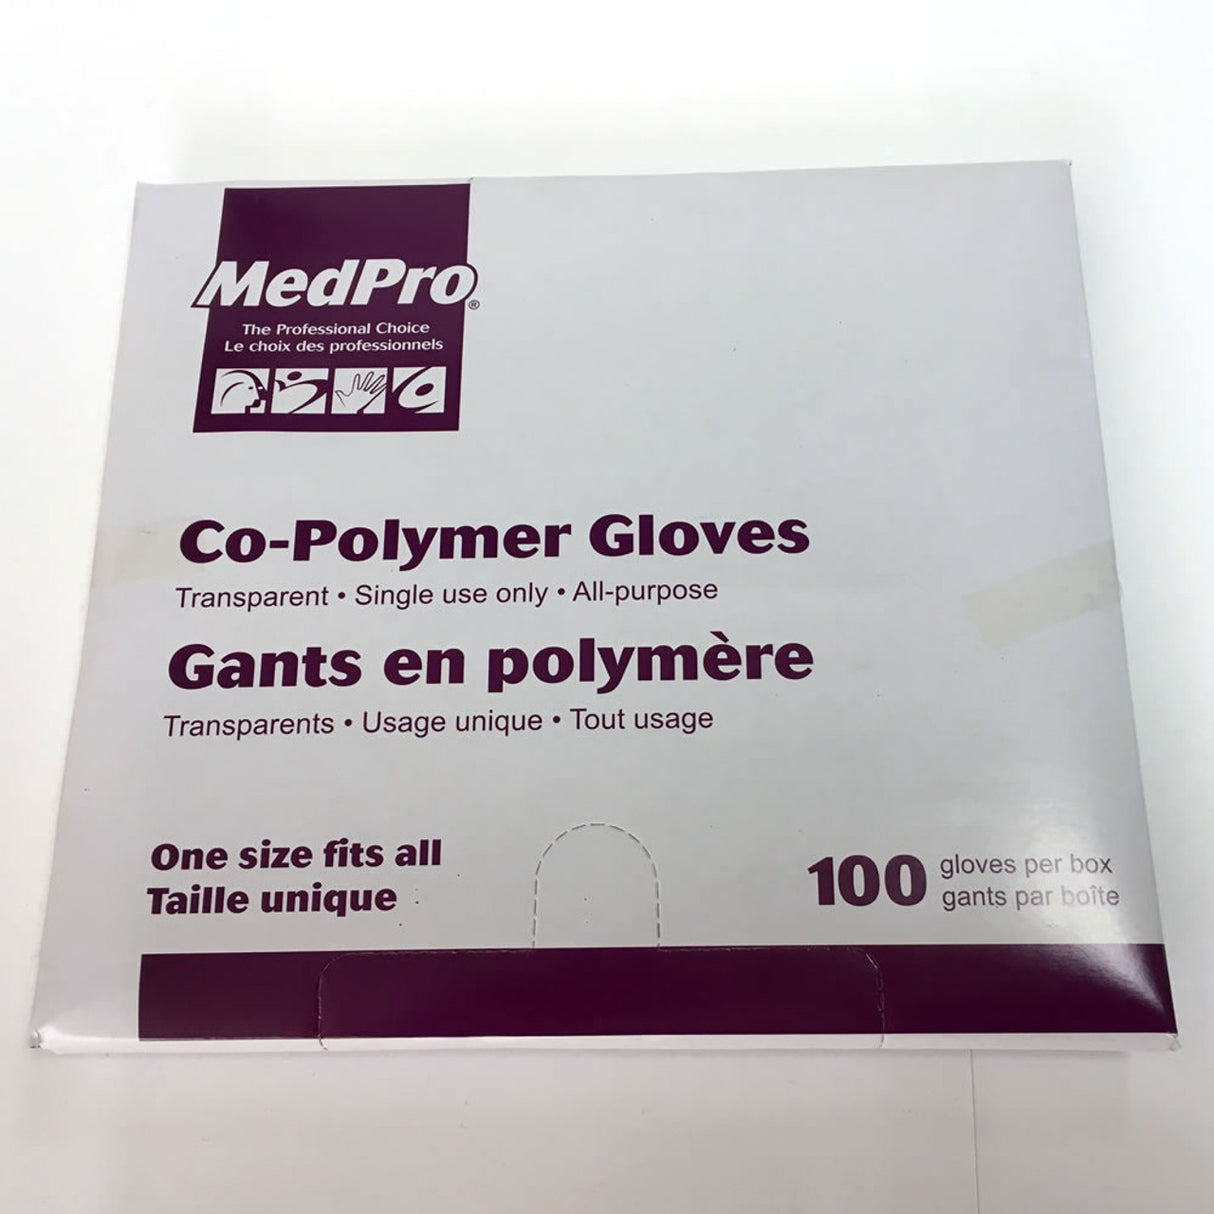 MedPro®
The Professional Choice
Le choix des professionnels
Co-Polymer Gloves
Transparent • Single use only • All-purpose
Gants en polymère
Transparents • Usage unique • Tout usage
One size fits all
Taille unique
100 gloves per box
gants par boîte